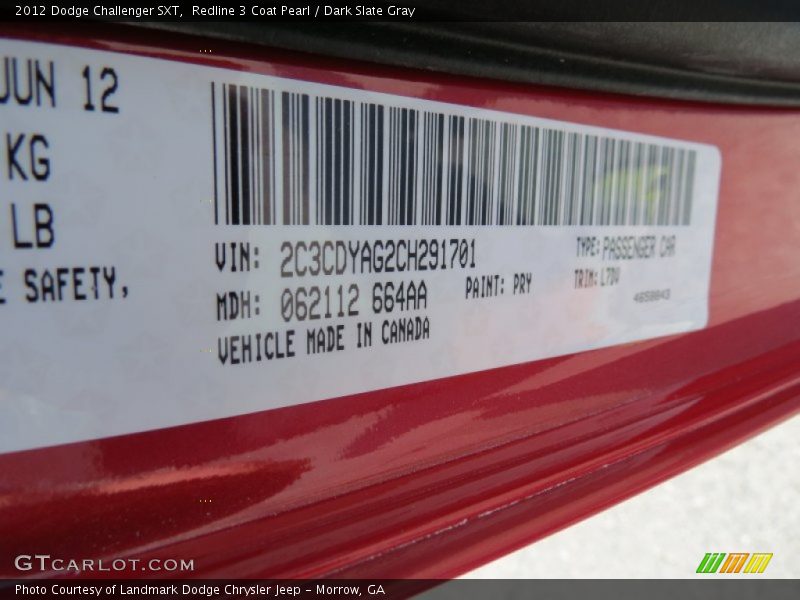 2012 Dodge Challenger SXT,  Redline 3 Coat Pearl / Dark Slate Gray
JUN 12
KG
LB
E SAFETY,
VIN: 2C3CDYAG2CH291701
TYPE: PASSENGER CAR
MDH: 062112 664AA
PAINT: PRY
TRIM: L7DV
VEHICLE MADE IN CANADA
GTCARLOT.COM
Photo Courtesy of Landmark Dodge Chrysler Jeep - Morrow, GA